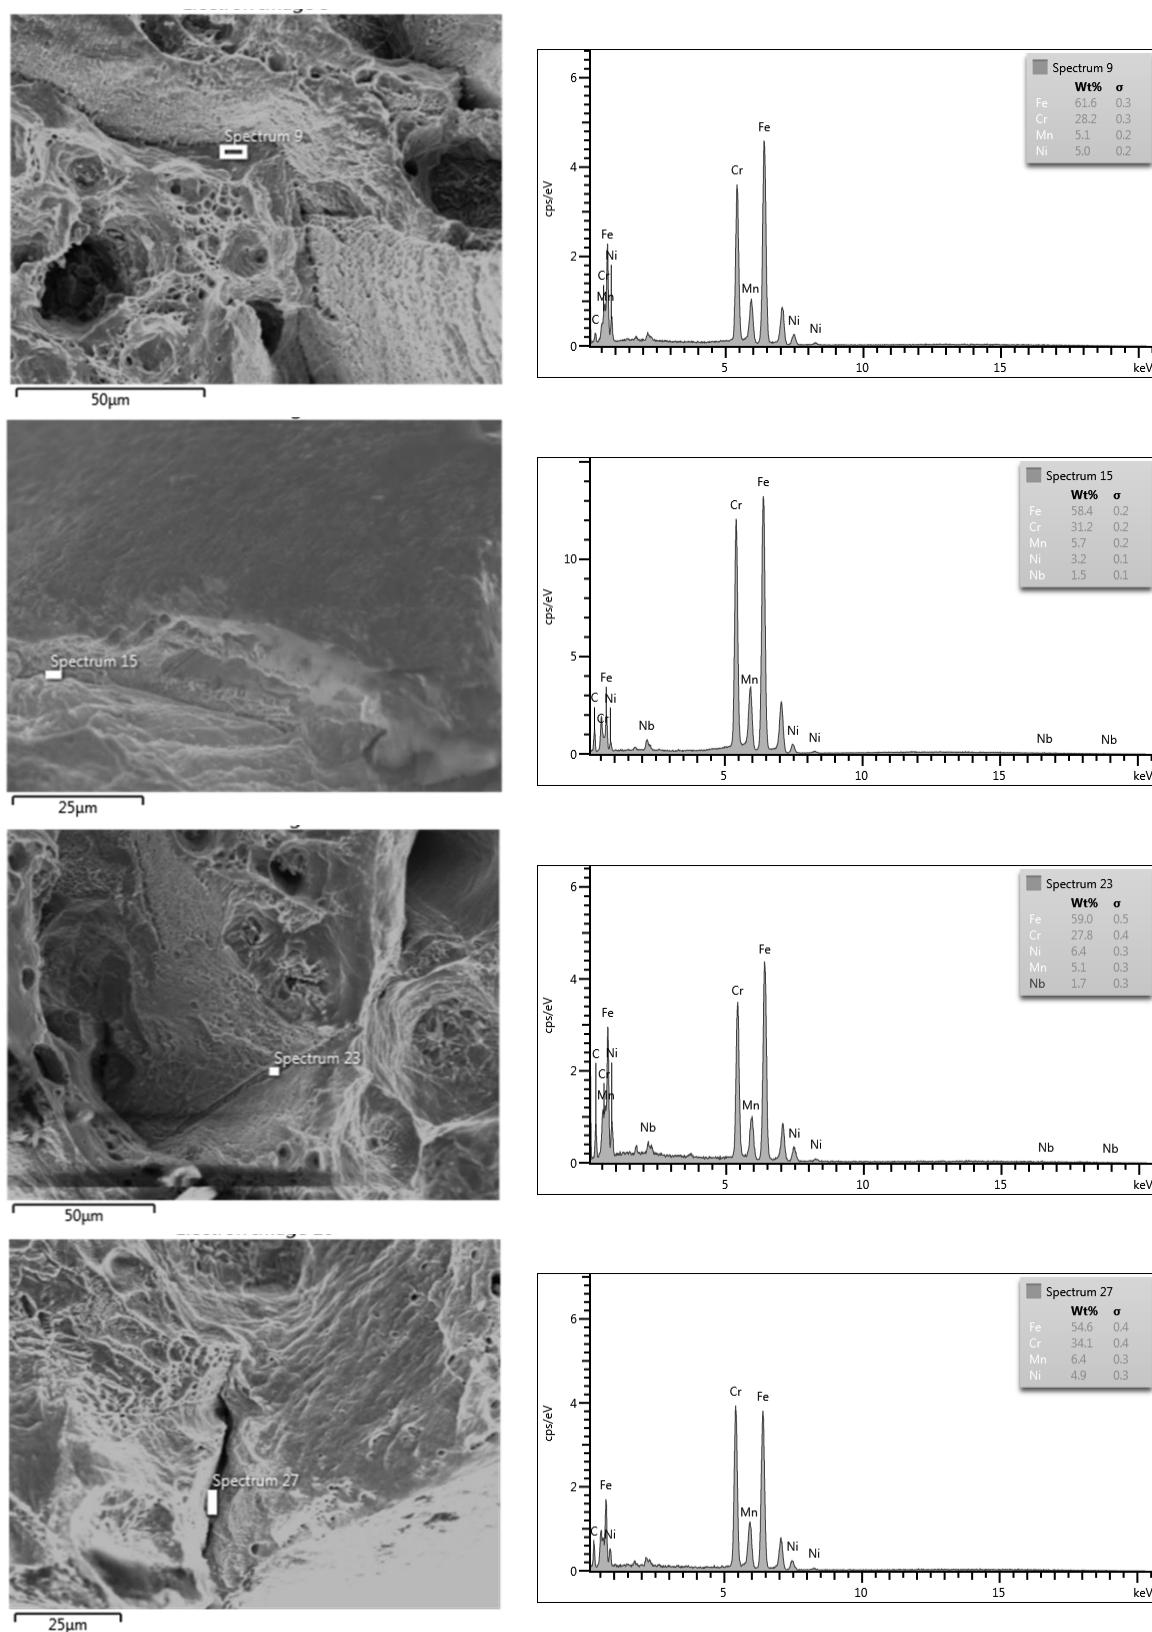 Spectrum 9
50µm
Spectrum 9
Wt% σ
Fe 61.6 0.3
Cr 28.2 0.3
Mn 5.1 0.2
Ni 5.0 0.2
cps/eV
6
4
2
0
Fe
Cr
Fe
Ni
Cr
Mn
C
Mn
Ni
Ni
5 10 15 keV
Spectrum 15
25µm
Spectrum 15
Wt% σ
Fe 58.4 0.2
Cr 31.2 0.2
Mn 5.7 0.2
Ni 3.2 0.1
Nb 1.5 0.1
cps/eV
10
5
0
Fe
Cr
Fe
C
Ni
Cr
Nb
Mn
Ni
Ni
Nb
Nb
5 10 15 keV
Spectrum 23
50µm
Spectrum 23
Wt% σ
Fe 59.0 0.5
Cr 27.8 0.4
Ni 6.4 0.3
Mn 5.1 0.3
Nb 1.7 0.3
cps/eV
6
4
2
0
Fe
Cr
Fe
C
Ni
Cr
Mn
Nb
Mn
Ni
Ni
Nb
Nb
5 10 15 keV
Spectrum 27
25µm
Spectrum 27
Wt% σ
Fe 54.6 0.4
Cr 34.1 0.4
Mn 6.4 0.3
Ni 4.9 0.3
cps/eV
6
4
2
0
Cr
Fe
Fe
C
Ni
Mn
Ni
Ni
5 10 15 keV